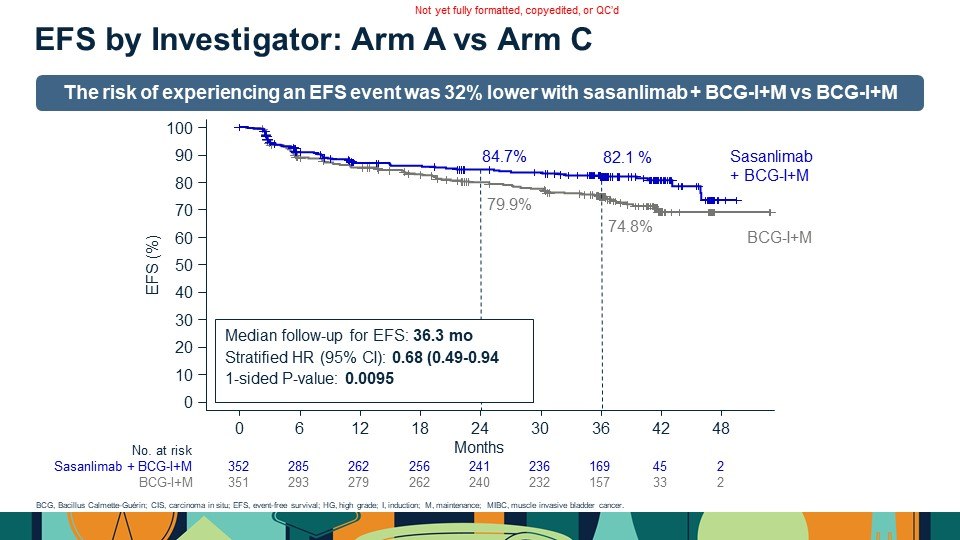 Not yet fully formatted, copyedited, or QC'd
EFS by Investigator: Arm A vs Arm C
The risk of experiencing an EFS event was 32% lower with sasanlimab + BCG-I+M vs BCG-I+M
100
90
80
70
60
50
40
30
20
10
0
EFS (%)
84.7%
82.1 %
79.9%
74.8%
Sasanlimab
+ BCG-I+M
BCG-I+M
Median follow-up for EFS: 36.3 mo
Stratified HR (95% CI): 0.68 (0.49-0.94
1-sided P-value: 0.0095
0 6 12 18 24 30 36 42 48
Months
No. at risk
Sasanlimab + BCG-I+M 352 285 262 256 241 236 169 45 2
BCG-I+M 351 293 279 262 240 232 157 33 2
BCG, Bacillus Calmette-Guérin; CIS, carcinoma in situ; EFS, event-free survival; HG, high grade; I, induction; M, maintenance; MIBC, muscle invasive bladder cancer.